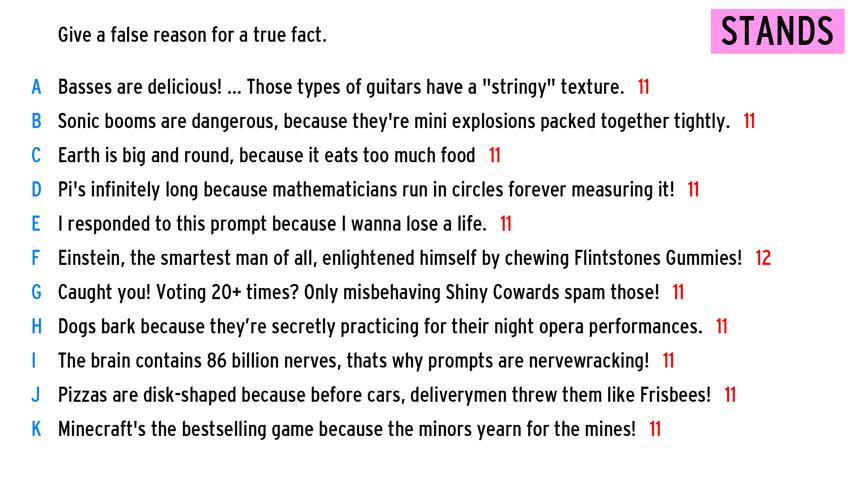 Give a false reason for a true fact.
STANDS
A Basses are delicious! ... Those types of guitars have a "stringy" texture. 11
B Sonic booms are dangerous, because they're mini explosions packed together tightly. 11
C Earth is big and round, because it eats too much food 11
D Pi's infinitely long because mathematicians run in circles forever measuring it! 11
E I responded to this prompt because I wanna lose a life. 11
F Einstein, the smartest man of all, enlightened himself by chewing Flintstones Gummies! 12
G Caught you! Voting 20+ times? Only misbehaving Shiny Cowards spam those! 11
H Dogs bark because they’re secretly practicing for their night opera performances. 11
I The brain contains 86 billion nerves, thats why prompts are nervewracking! 11
J Pizzas are disk-shaped because before cars, deliverymen threw them like Frisbees! 11
K Minecraft's the bestselling game because the minors yearn for the mines! 11